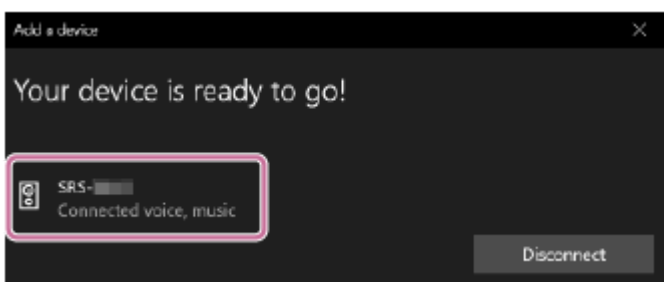 Add a device
Your device is ready to go!
SRS-
Connected voice, music
Disconnect